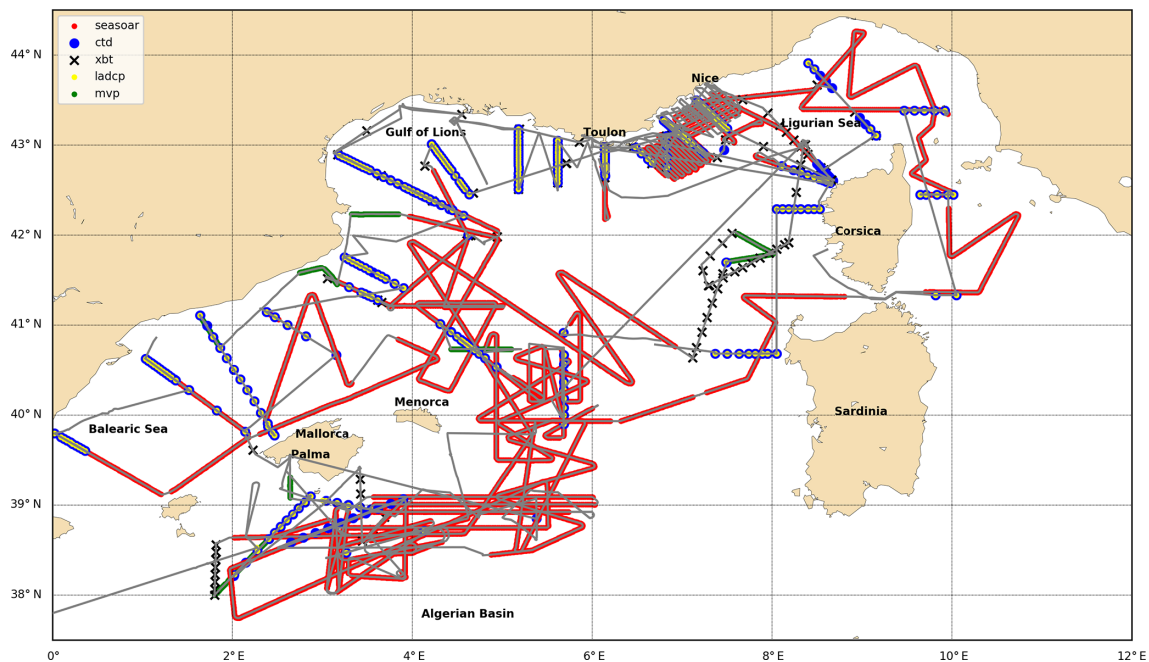 seasoar
ctd
xbt
ladcp
mvp
44° N
43° N
42° N
41° N
40° N
39° N
38° N
Nice
Gulf of Lions
Toulon
Ligurian Sea
Corsica
Menorca
Sardinia
Balearic Sea
Mallorca
Palma
Algerian Basin
0°
2° E
4° E
6° E
8° E
10° E
12° E